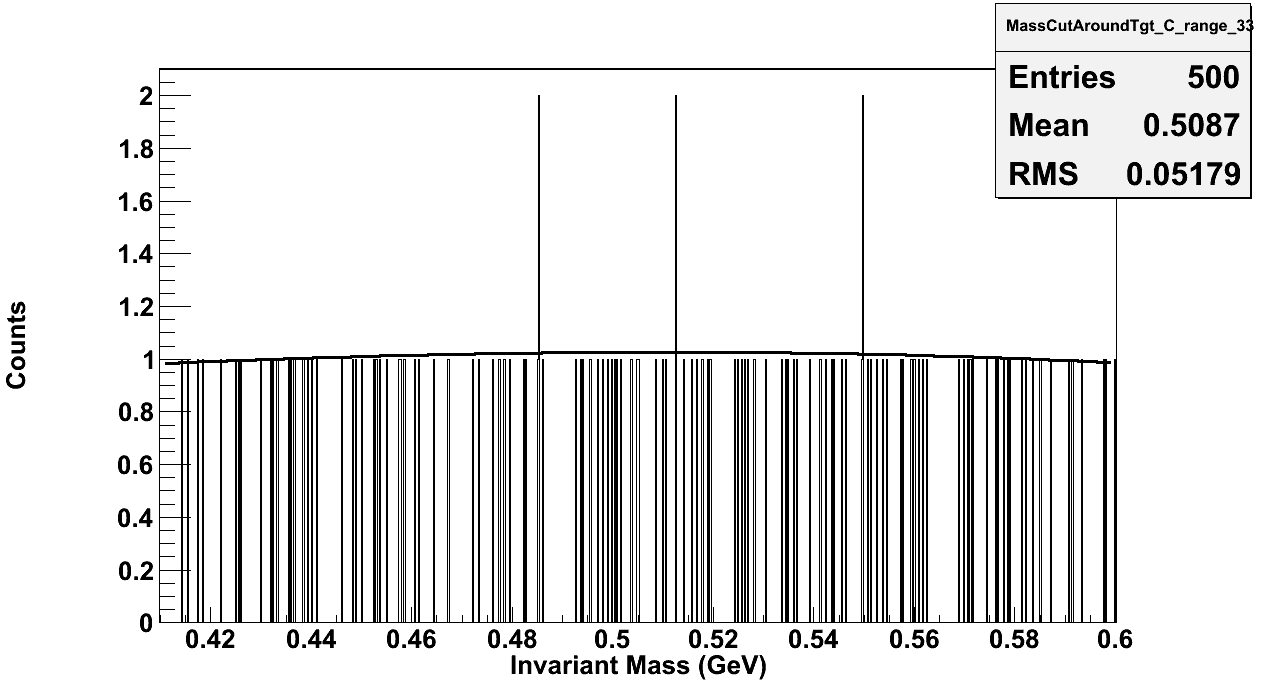 MassCutAroundTgt_C_range_33
Entries 500
Mean 0.5087
RMS 0.05179
2
1.8
1.6
1.4
1.2
1
0.8
0.6
0.4
0.2
0
Counts
0.42 0.44 0.46 0.48 0.5 0.52 0.54 0.56 0.58 0.6
Invariant Mass (GeV)